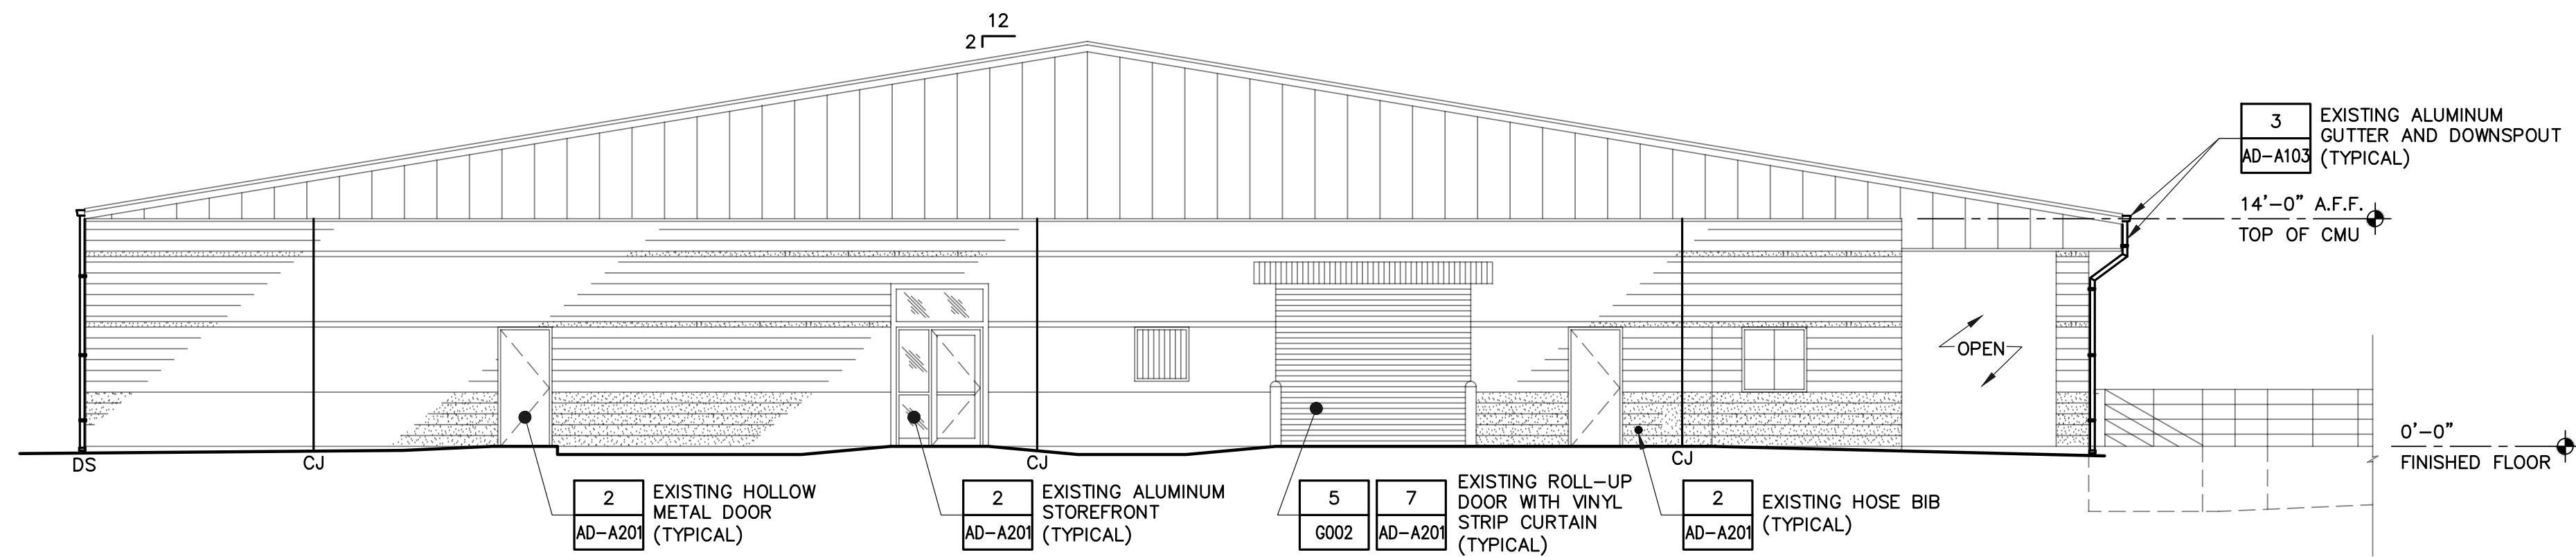 12
2
3
AD-A103
EXISTING ALUMINUM
GUTTER AND DOWNSPOUT
(TYPICAL)
14'-0" A.F.F.
TOP OF CMU
OPEN
0'-0"
FINISHED FLOOR
DS
CJ
CJ
CJ
2
AD-A201
EXISTING HOLLOW
METAL DOOR
(TYPICAL)
2
AD-A201
EXISTING ALUMINUM
STOREFRONT
(TYPICAL)
5
G002
7
AD-A201
EXISTING ROLL-UP
DOOR WITH VINYL
STRIP CURTAIN
(TYPICAL)
2
AD-A201
EXISTING HOSE BIB
(TYPICAL)